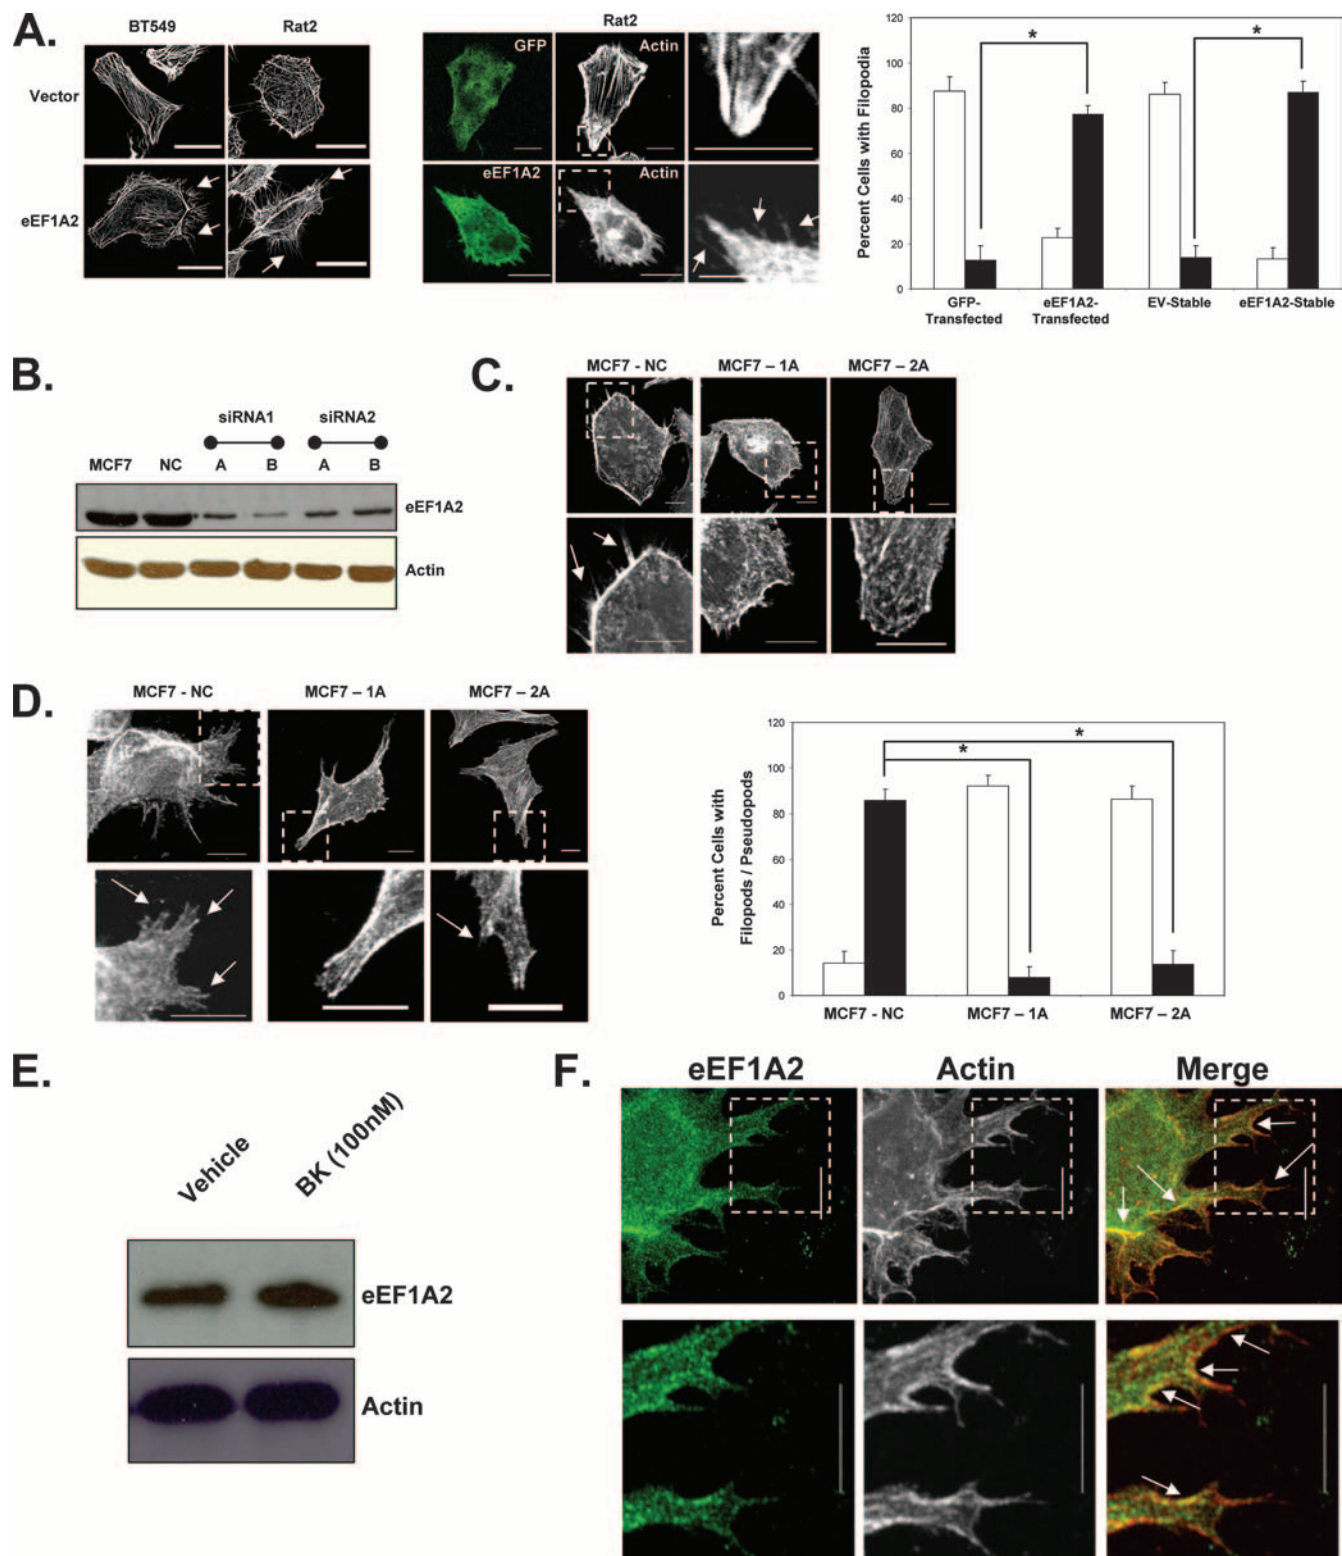 A.
BT549
Rat2
Vector
eEF1A2
Rat2
GFP
Actin
eEF1A2
Actin
Percent Cells with Filopodia
120
100
80
60
40
20
0
*
*
GFP-
Transfected
eEF1A2-
Transfected
EV-Stable
eEF1A2-Stable
B.
siRNA1
siRNA2
MCF7
NC
A
B
A
B
eEF1A2
Actin
C.
MCF7 - NC
MCF7 – 1A
MCF7 – 2A
D.
MCF7 - NC
MCF7 – 1A
MCF7 – 2A
Percent Cells with
Filopods / Pseudopods
120
100
80
60
40
20
0
*
*
MCF7 - NC
MCF7 – 1A
MCF7 – 2A
E.
Vehicle
BK (100nM)
eEF1A2
Actin
F.
eEF1A2
Actin
Merge